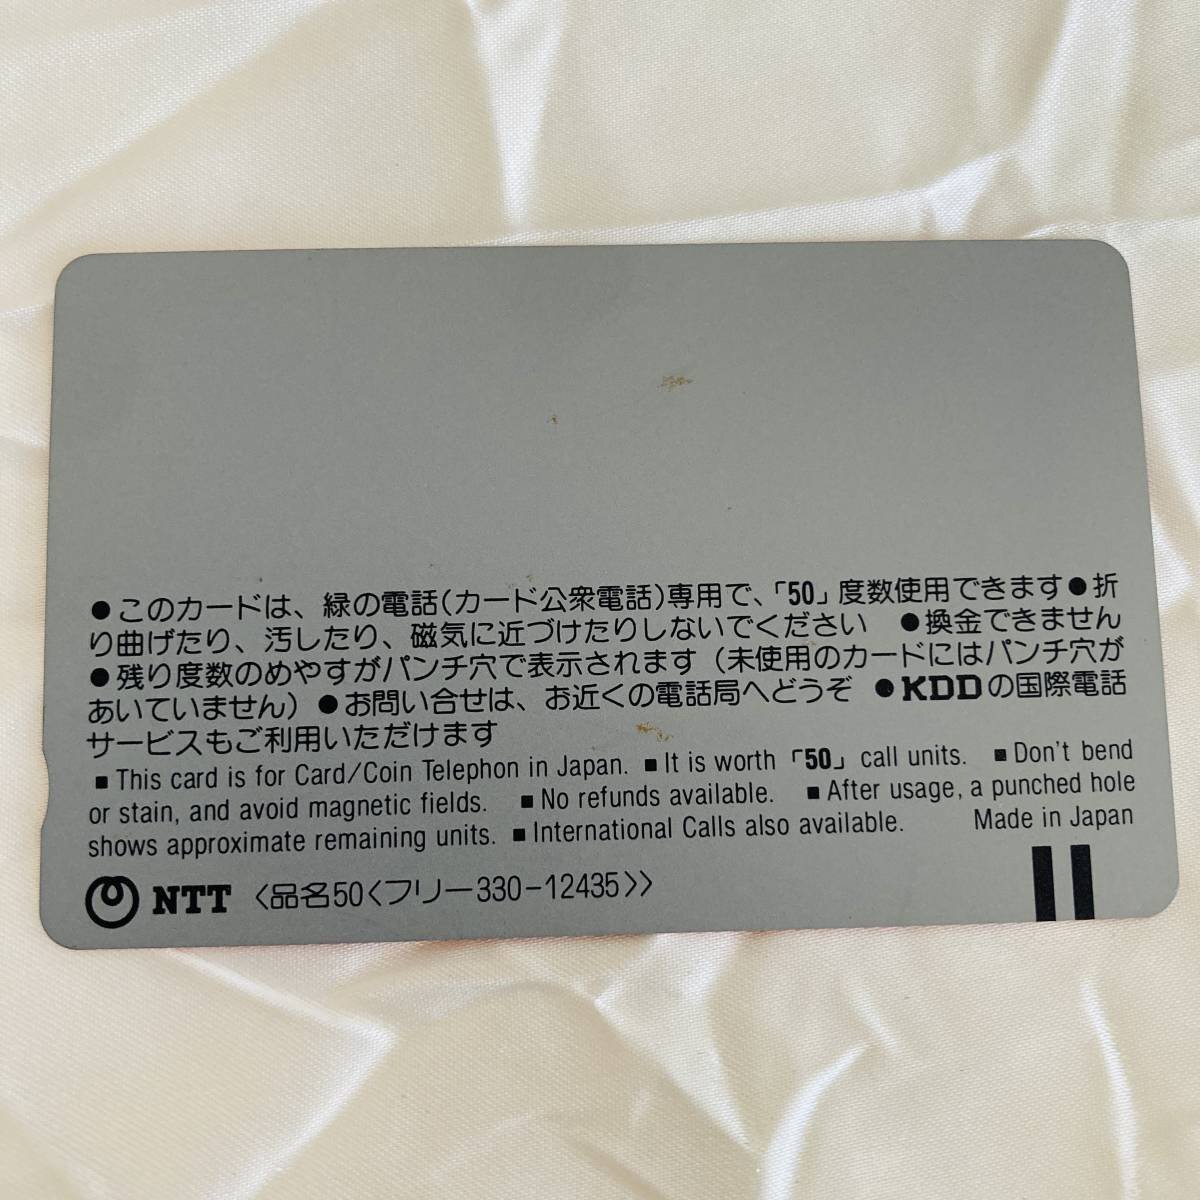 ●このカードは、緑の電話(カード公衆電話)専用で、「50」度数使用できます●折
り曲げたり、汚したり、磁気に近づけたりしないでください ●換金できません
●残り度数のめやすがパンチ穴で表示されます(未使用のカードにはパンチ穴が
あいていません)●お問い合せは、お近くの電話局へどうぞ ●KDDの国際電話
サービスもご利用いただけます
■This card is for Card/Coin Telephon in Japan. ■It is worth「50」call units. ■Don't bend
or stain, and avoid magnetic fields. ■No refunds available. ■After usage, a punched hole
shows approximate remaining units. ■International Calls also available. Made in Japan
NTT 〈品名50〈フリー330-12435〉〉